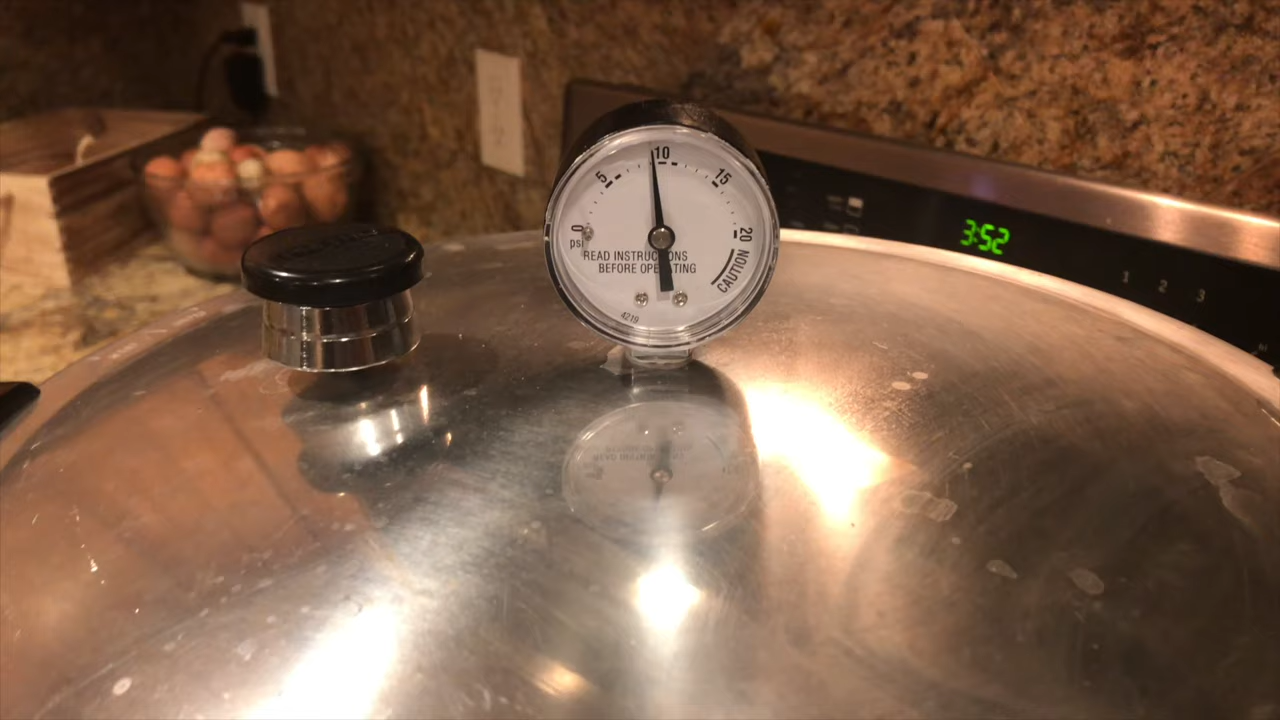 10
5
15
0
20
psi
READ INSTRUCTIONS
BEFORE OPERATING
CAUTION
4219
3:52
1 2 3